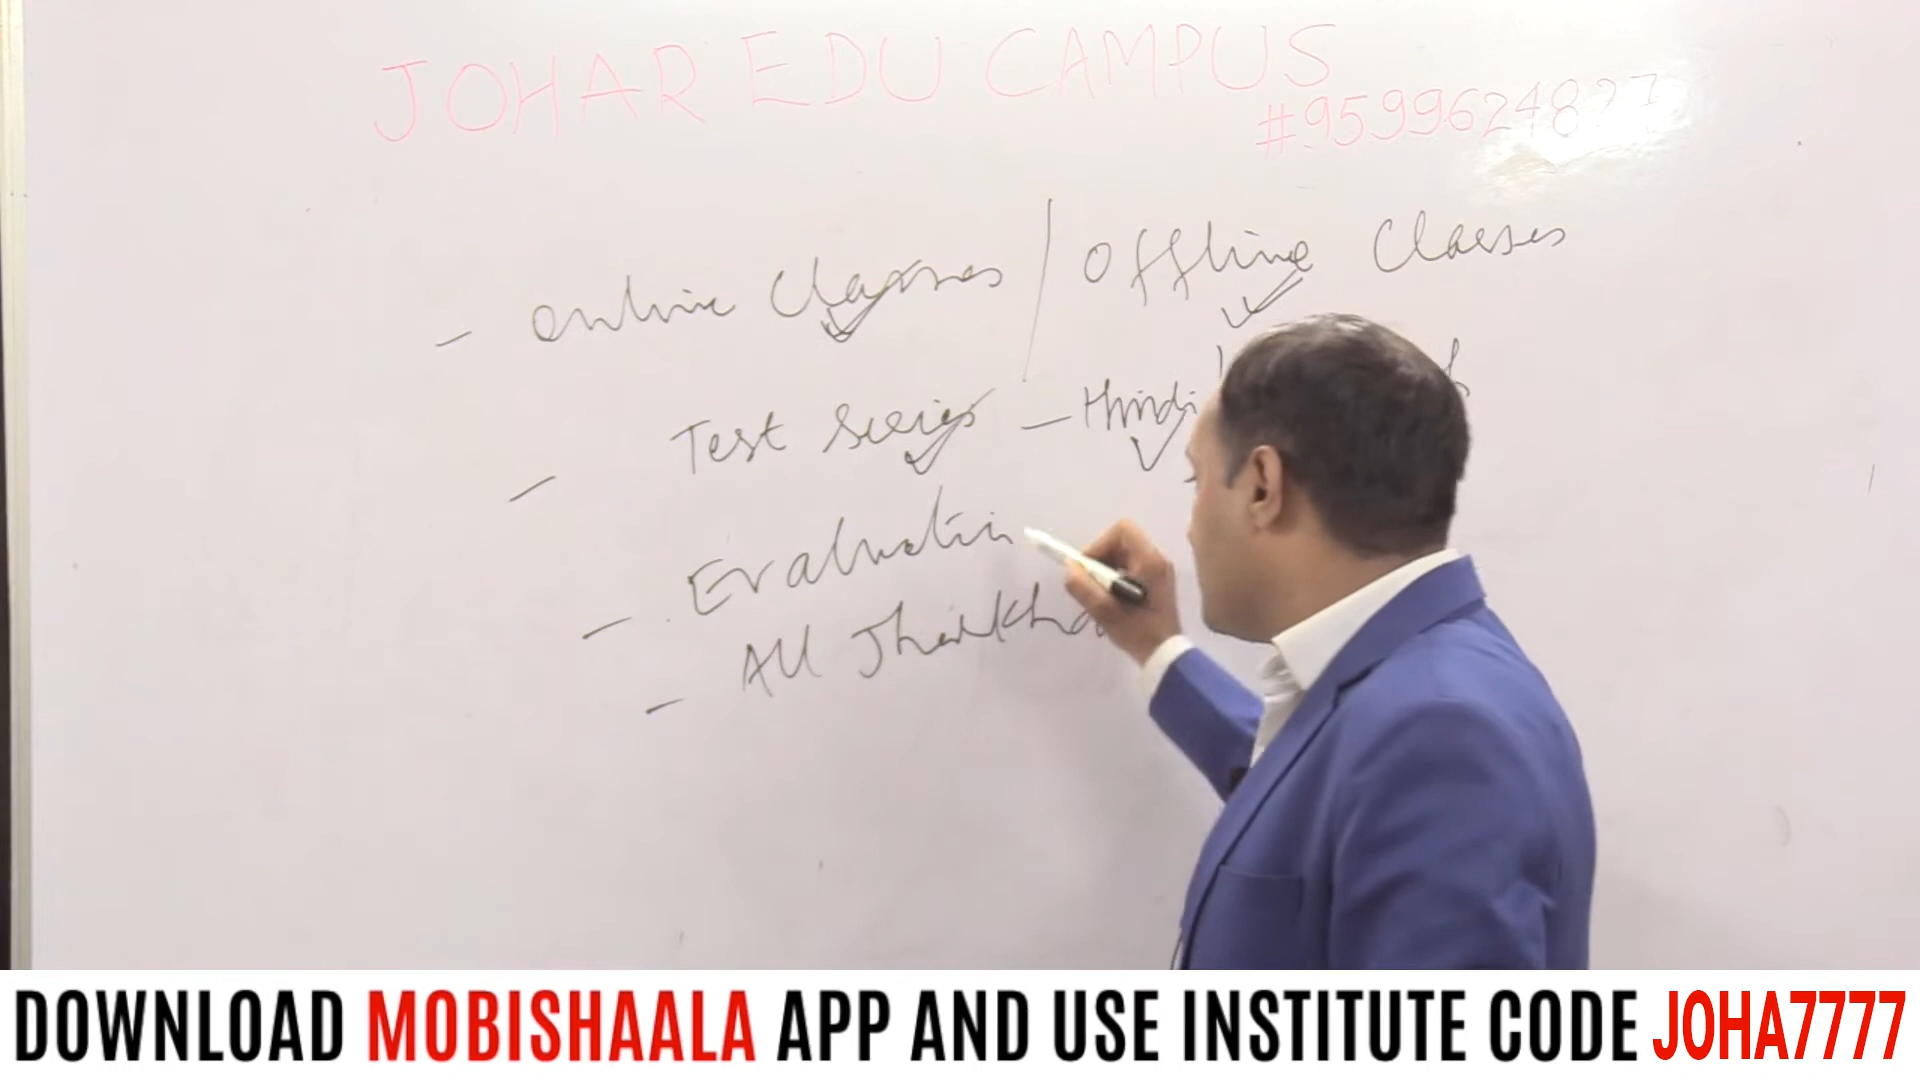 JOHAR EDU CAMPUS
#9599624827
- Online Classes / Offline Classes
- Test Series - Hindi
- Evaluation
- All Jharkha
DOWNLOAD MOBISHAALA APP AND USE INSTITUTE CODE JOHA7777